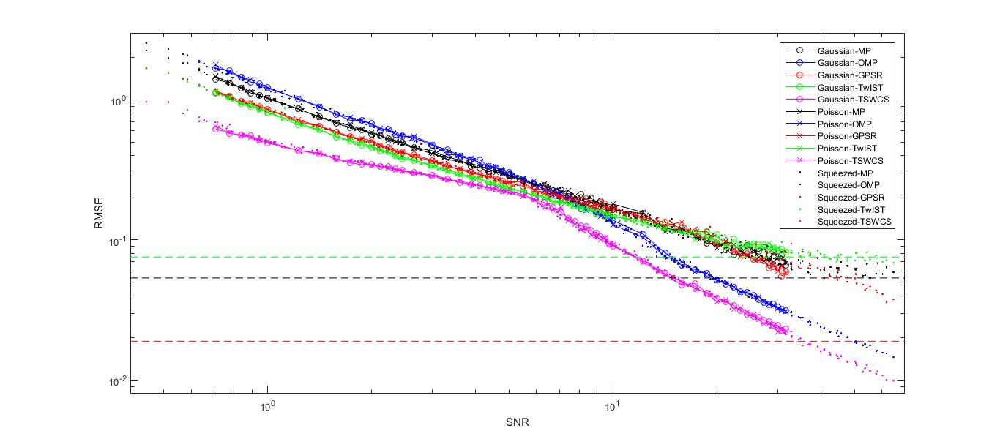 Gaussian-MP
Gaussian-OMP
Gaussian-GPSR
Gaussian-TwIST
Gaussian-TSWCS
Poisson-MP
Poisson-OMP
Poisson-GPSR
Poisson-TwIST
Poisson-TSWCS
Squeezed-MP
Squeezed-OMP
Squeezed-GPSR
Squeezed-TwIST
Squeezed-TSWCS
10^0
RMSE
10^-1
10^-2
10^0 10^1
SNR